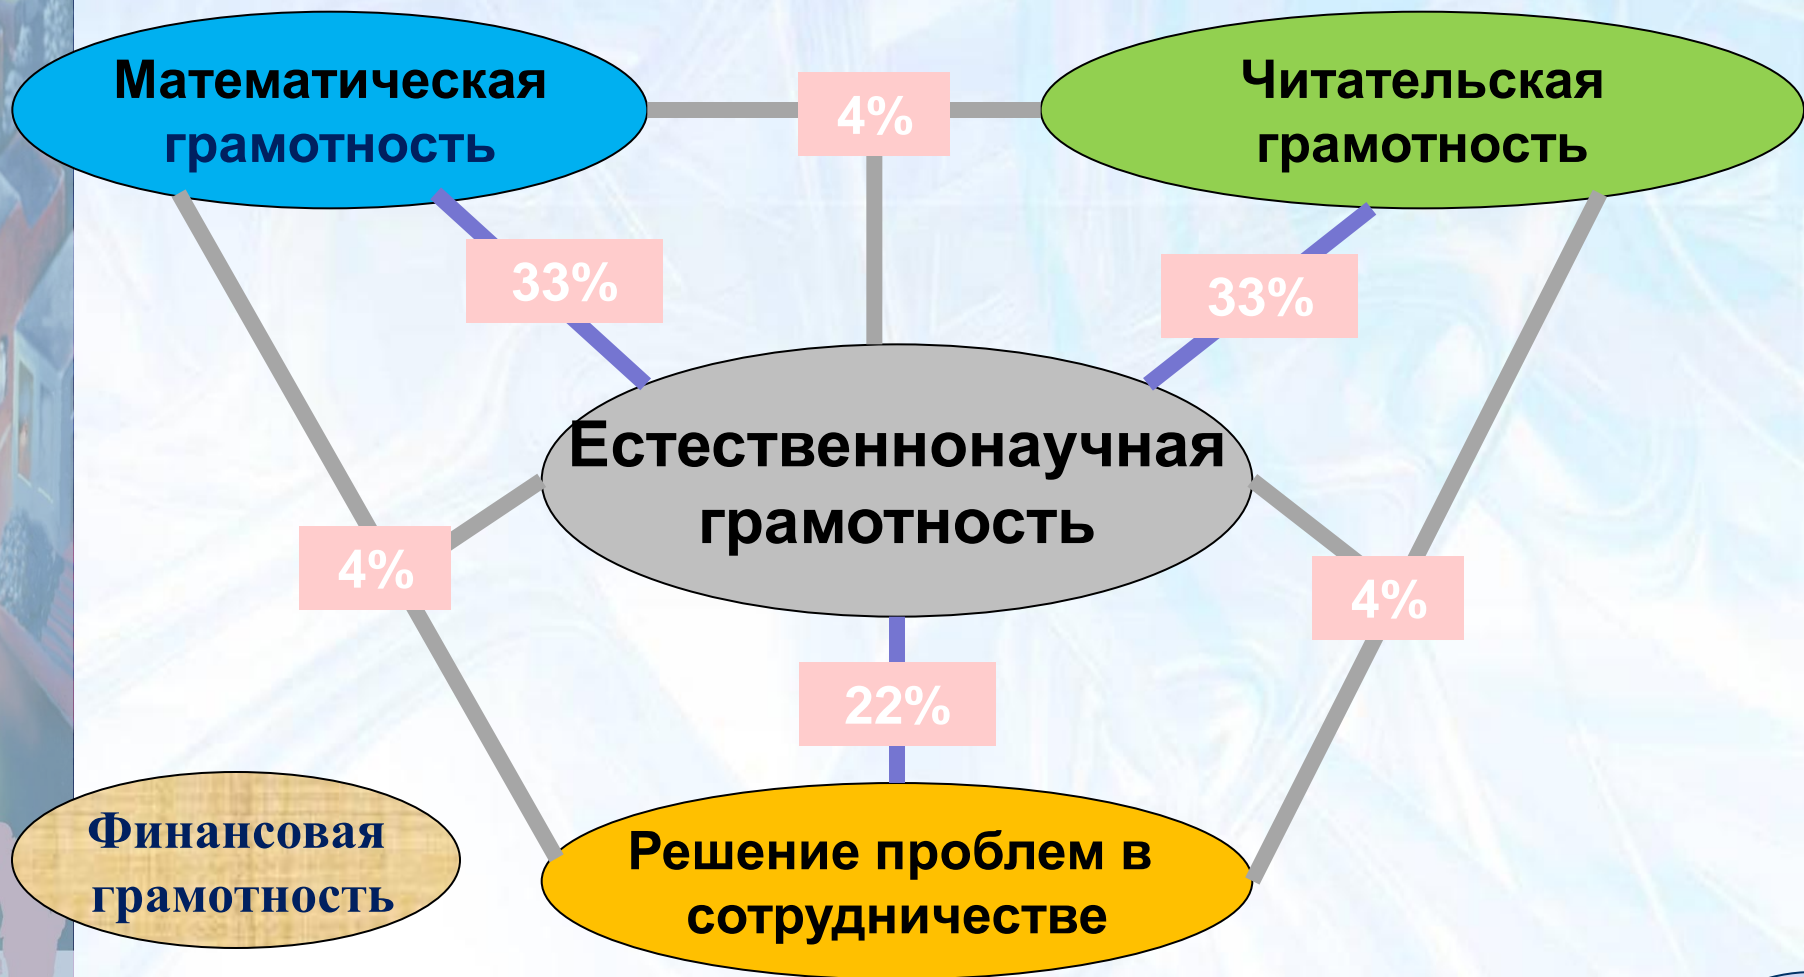 Математическая
грамотность
4%
Читательская
грамотность
33%
33%
Естественнонаучная
грамотность
4%
4%
22%
Финансовая
грамотность
Решение проблем в
сотрудничестве